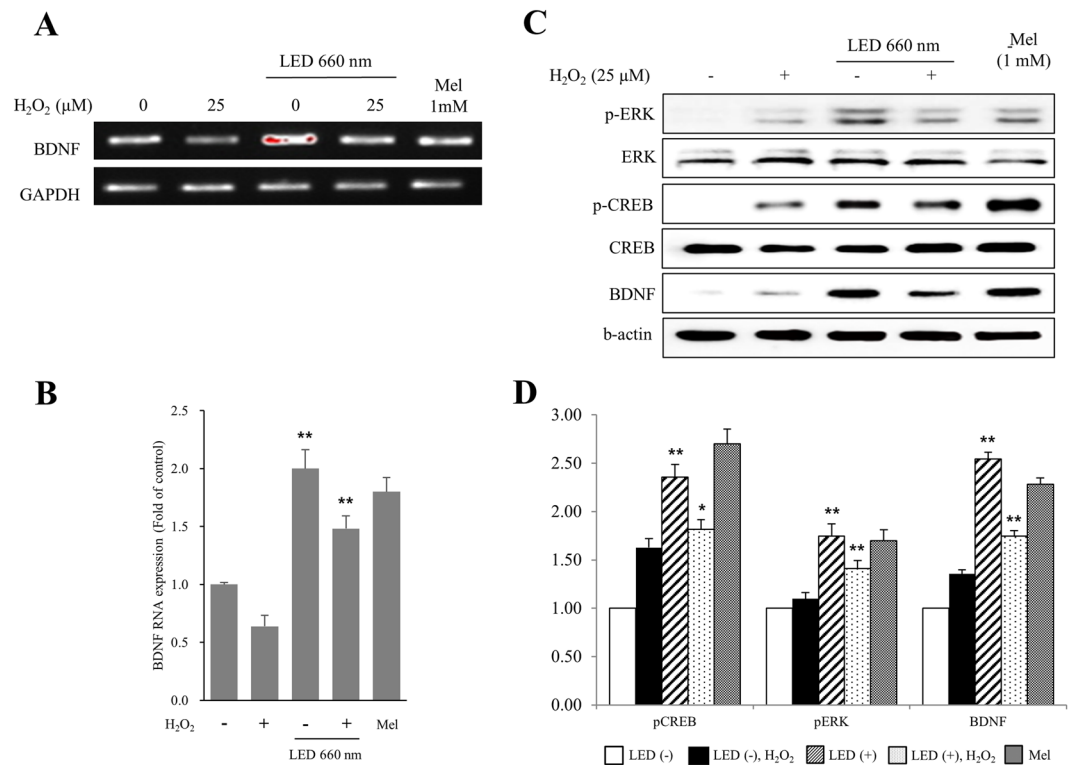 A
LED 660 nm
H₂O₂ (μM) 0 25 0 25 Mel 1mM
BDNF
GAPDH
B
BDNF RNA expression (Fold of control)
2.5
2.0
1.5
1.0
0.5
0.0
** **
H₂O₂ - + - + Mel
LED 660 nm
C
LED 660 nm
Mel
(1 mM)
H₂O₂ (25 μM) - + - +
p-ERK
ERK
p-CREB
CREB
BDNF
b-actin
D
3.00
2.50
2.00
1.50
1.00
0.50
0.00
** * ** ** ** **
pCREB pERK BDNF
LED (-) LED (-), H₂O₂ LED (+) LED (+), H₂O₂ Mel